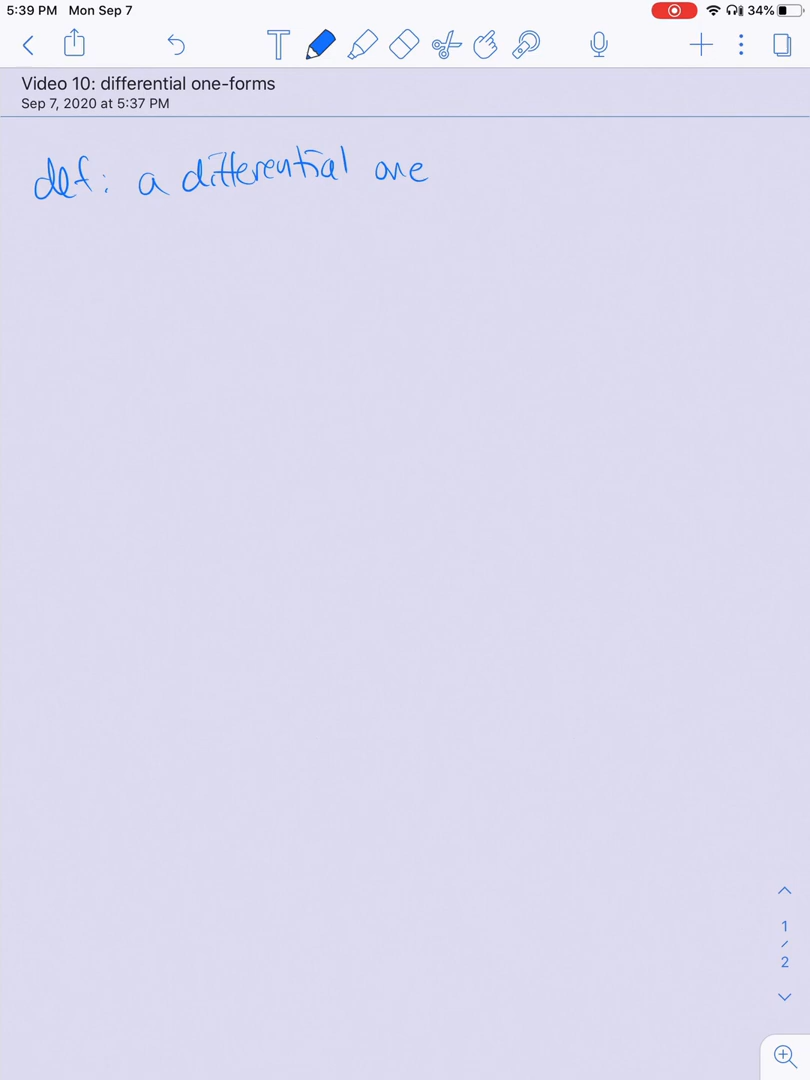 5:39 PM Mon Sep 7
34%
T
Video 10: differential one-forms
Sep 7, 2020 at 5:37 PM
def: a differential one
1
/
2